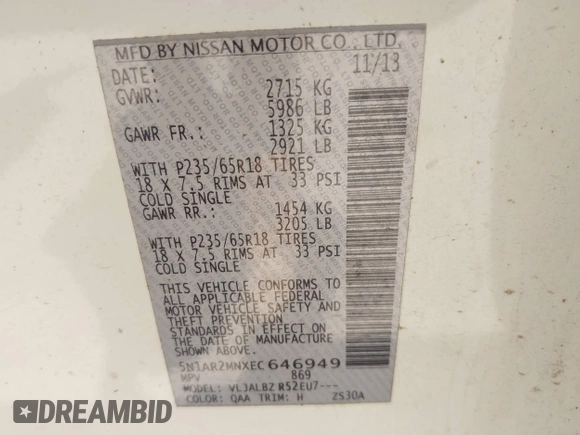 MFD BY NISSAN MOTOR CO., LTD.
DATE: 11/13
GVWR: 2715 KG
5986 LB
GAWR FR.: 1325 KG
2921 LB
WITH P235/65R18 TIRES
18 X 7.5 RIMS AT 33 PSI
COLD SINGLE
GAWR RR.: 1454 KG
3205 LB
WITH P235/65R18 TIRES
18 X 7.5 RIMS AT 33 PSI
COLD SINGLE
THIS VEHICLE CONFORMS TO
ALL APPLICABLE FEDERAL
MOTOR VEHICLE SAFETY AND
THEFT PREVENTION
STANDARDS IN EFFECT ON
THE DATE OF MANUFACTURE
SHOWN ABOVE.
5N1AR2MNXEC646949
MPV 869
MODEL: VLJALBZ R52EU7---
COLOR: QAA TRIM: H ZS30A
DREAMBID